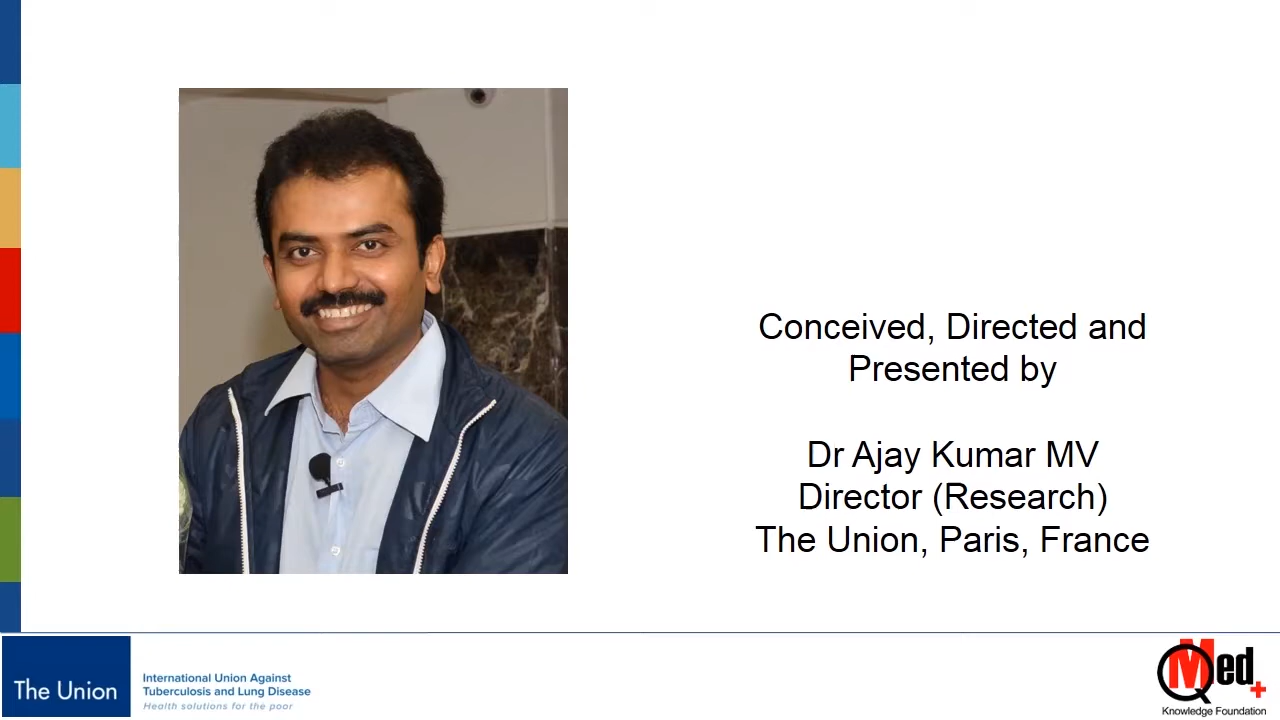 Conceived, Directed and
Presented by
Dr Ajay Kumar MV
Director (Research)
The Union, Paris, France
The Union
International Union Against
Tuberculosis and Lung Disease
Health solutions for the poor
QMed
Knowledge Foundation